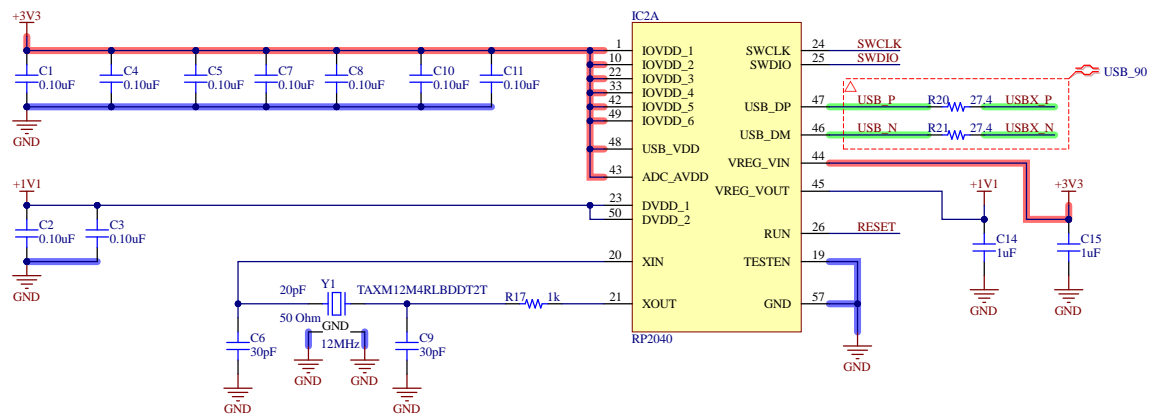 +3V3
C1
0.10uF
C4
0.10uF
C5
0.10uF
C7
0.10uF
C8
0.10uF
C10
0.10uF
C11
0.10uF
GND
+1V1
C2
0.10uF
C3
0.10uF
GND
20pF
Y1
TAXM12M4RLBDDT2T
50 Ohm
GND
12MHz
C6
30pF
GND
GND
GND
C9
30pF
GND
R17
1k
IC2A
1 IOVDD_1
10 IOVDD_2
22 IOVDD_3
33 IOVDD_4
42 IOVDD_5
49 IOVDD_6
48 USB_VDD
43 ADC_AVDD
23 DVDD_1
50 DVDD_2
20 XIN
21 XOUT
SWCLK 24 SWCLK
SWDIO 25 SWDIO
USB_DP 47 USB_P R20 27.4 USBX_P
USB_DM 46 USB_N R21 27.4 USBX_N
USB_90
VREG_VIN 44
VREG_VOUT 45
RUN 26 RESET
TESTEN 19
GND 57
RP2040
GND
+1V1
C14
1uF
GND
+3V3
C15
1uF
GND